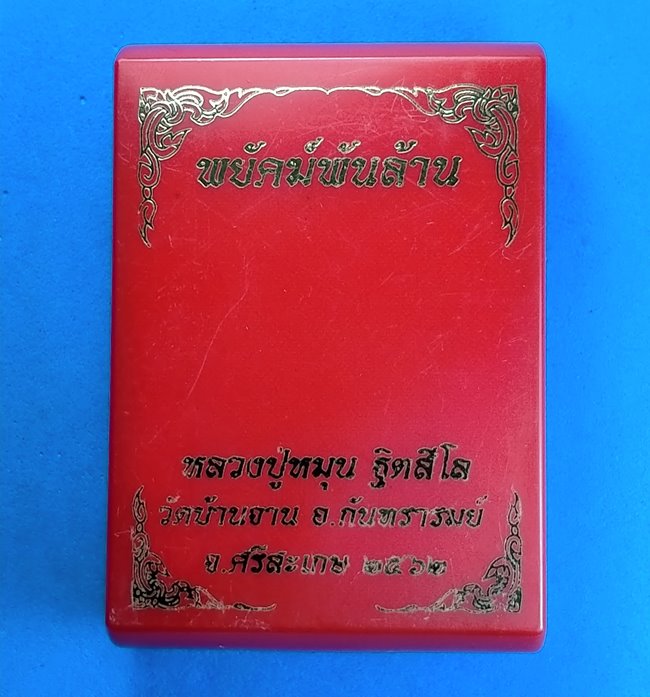 พยัคฆ์พันล้าน
หลวงปู่หมุน ฐิตสีโล
วัดบ้านจาน อ.กันทรารมย์
จ.ศรีสะเกษ ๒๕๖๒